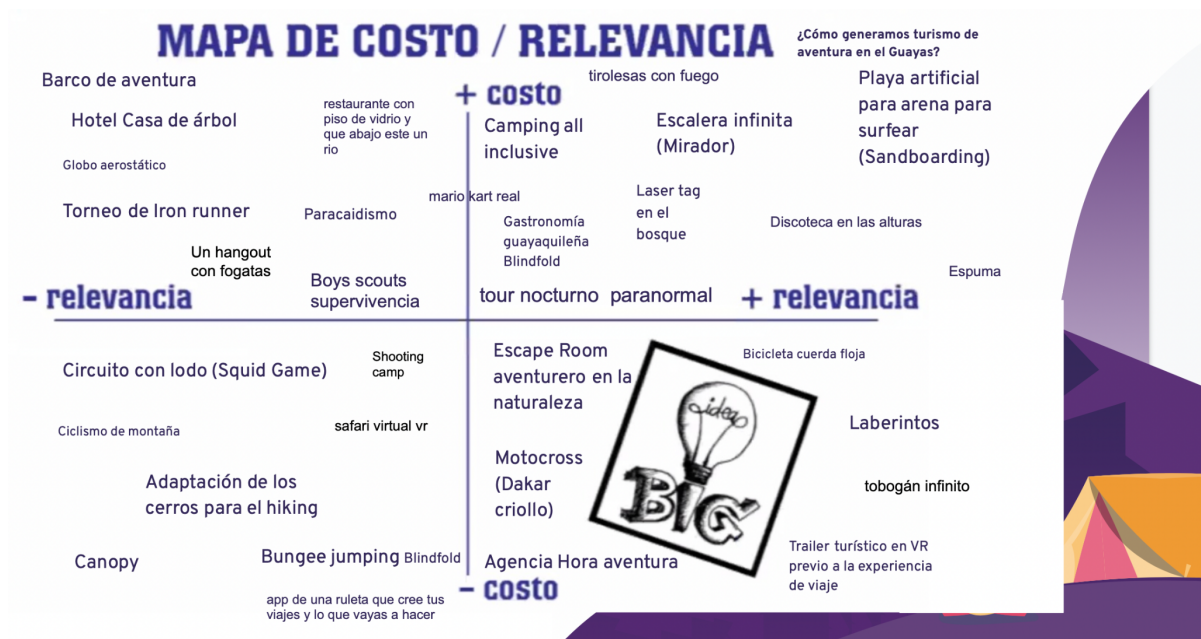 MAPA DE COSTO / RELEVANCIA
¿Cómo generamos turismo de
aventura en el Guayas?
Barco de aventura
Hotel Casa de árbol
Globo aerostático
Torneo de Iron runner
Un hangout
con fogatas
restaurante con
piso de vidrio y
que abajo este un
rio
Paracaidismo
Boys scouts
supervivencia
- relevancia
+ costo
tirolesas con fuego
Camping all
inclusive
Escalera infinita
(Mirador)
Playa artificial
para arena para
surfear
(Sandboarding)
mario kart real
Gastronomía
guayaquileña
Blindfold
Laser tag
en el
bosque
Discoteca en las alturas
Espuma
tour nocturno paranormal
+ relevancia
Circuito con lodo (Squid Game)
Shooting
camp
Ciclismo de montaña
safari virtual vr
Adaptación de los
cerros para el hiking
Canopy
Bungee jumping Blindfold
app de una ruleta que cree tus
viajes y lo que vayas a hacer
Escape Room
aventurero en la
naturaleza
Motocross
(Dakar
criollo)
Agencia Hora aventura
- costo
idea
BIG
Bicicleta cuerda floja
Laberintos
tobogán infinito
Trailer turístico en VR
previo a la experiencia
de viaje